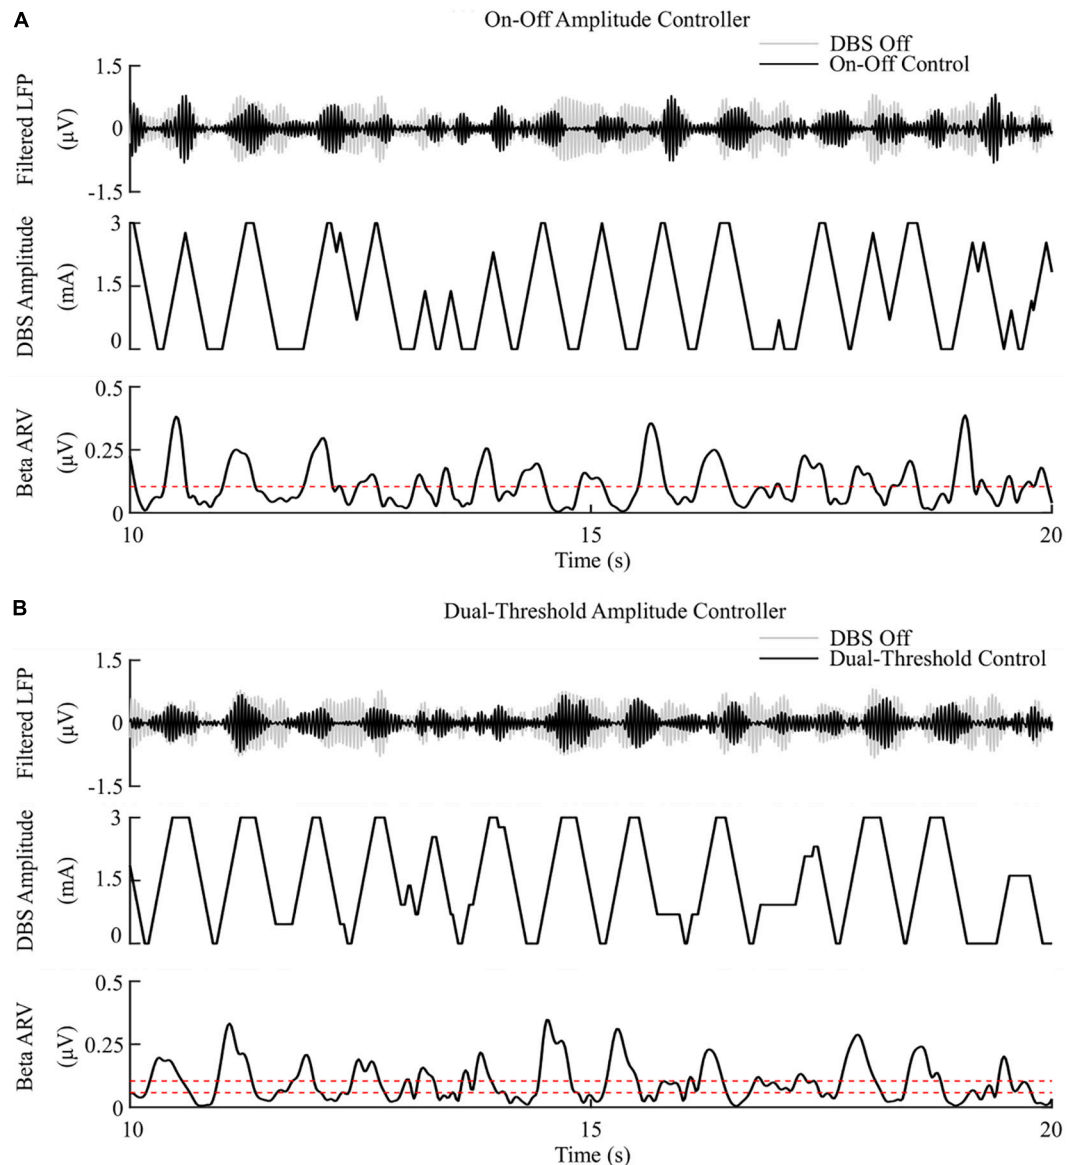 A
On-Off Amplitude Controller
DBS Off
On-Off Control
Filtered LFP
(µV)
1.5
0
-1.5
DBS Amplitude
(mA)
3
1.5
0
Beta ARV
(µV)
0.5
0.25
0
10
15
20
Time (s)
B
Dual-Threshold Amplitude Controller
DBS Off
Dual-Threshold Control
Filtered LFP
(µV)
1.5
0
-1.5
DBS Amplitude
(mA)
3
1.5
0
Beta ARV
(µV)
0.5
0.25
0
10
15
20
Time (s)